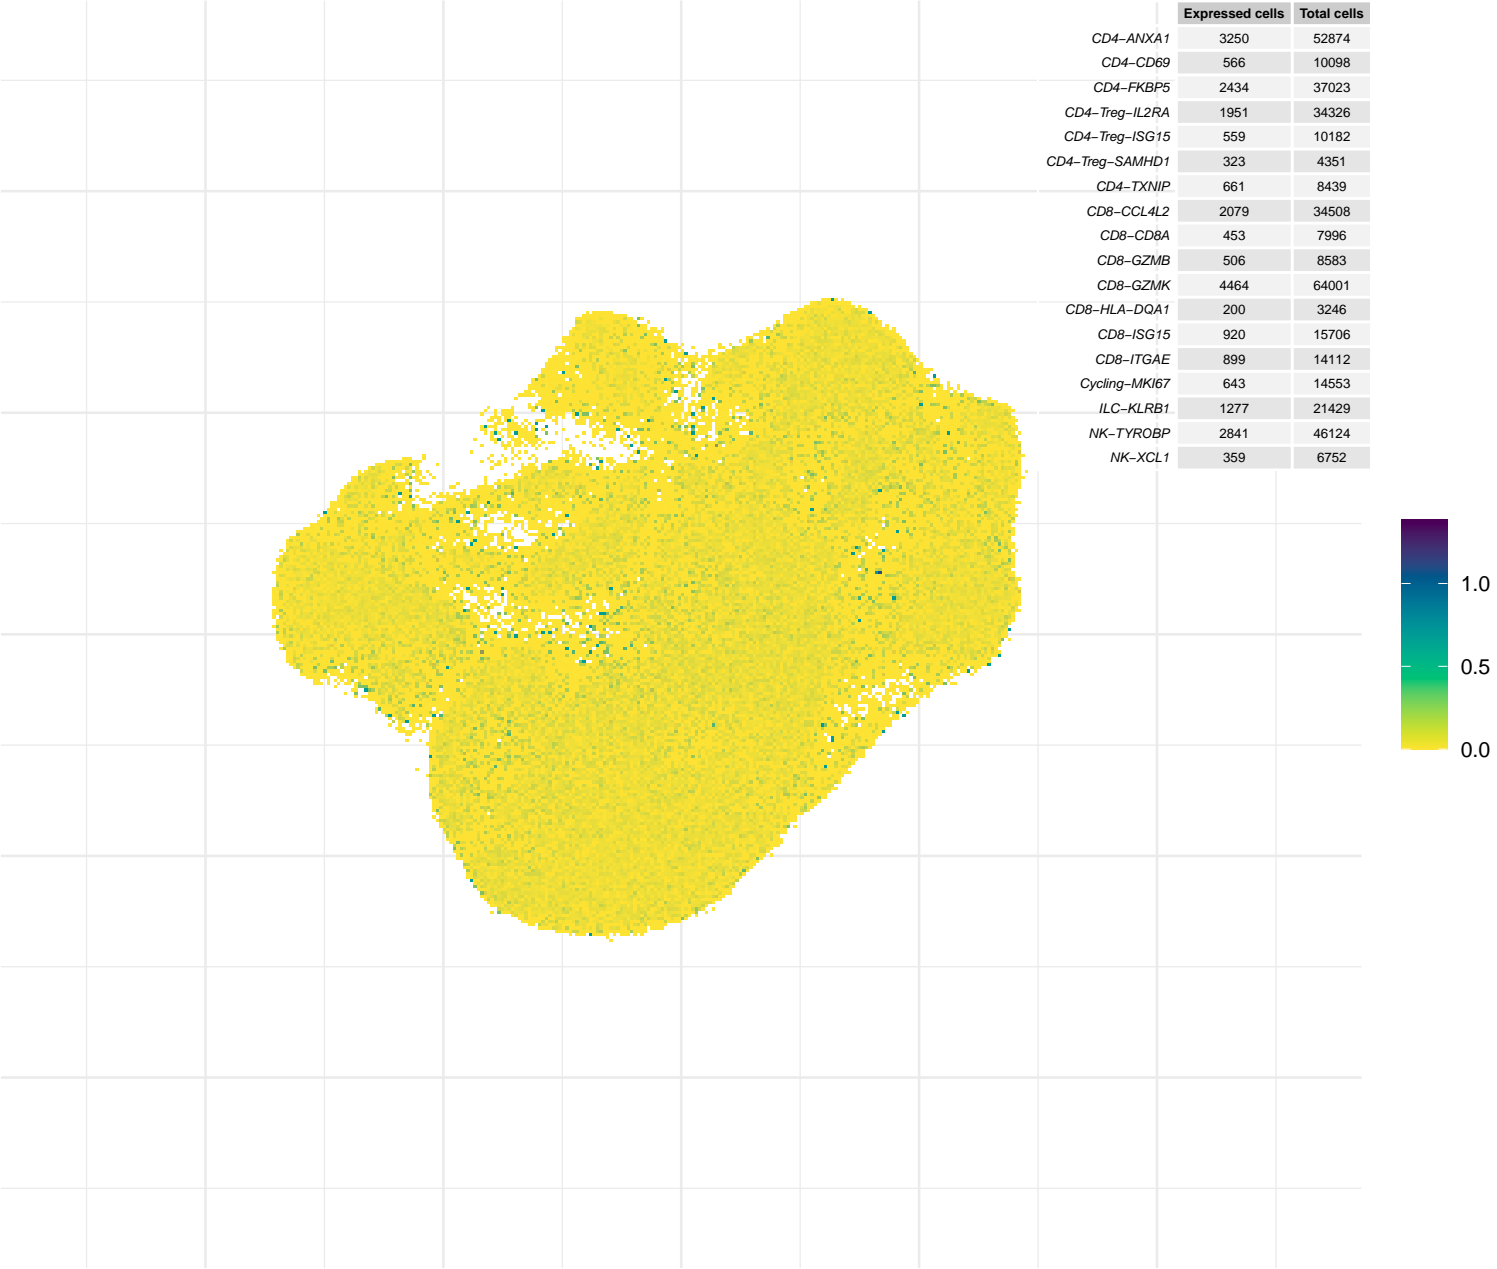 Expressed cells Total cells
CD4−ANXA1 3250 52874
CD4−CD69 566 10098
CD4−FKBP5 2434 37023
CD4−Treg−IL2RA 1951 34326
CD4−Treg−ISG15 559 10182
CD4−Treg−SAMHD1 323 4351
CD4−TXNIP 661 8439
CD8−CCL4L2 2079 34508
CD8−CD8A 453 7996
CD8−GZMB 506 8583
CD8−GZMK 4464 64001
CD8−HLA−DQA1 200 3246
CD8−ISG15 920 15706
CD8−ITGAE 899 14112
Cycling−MKI67 643 14553
ILC−KLRB1 1277 21429
NK−TYROBP 2841 46124
NK−XCL1 359 6752
1.0
0.5
0.0